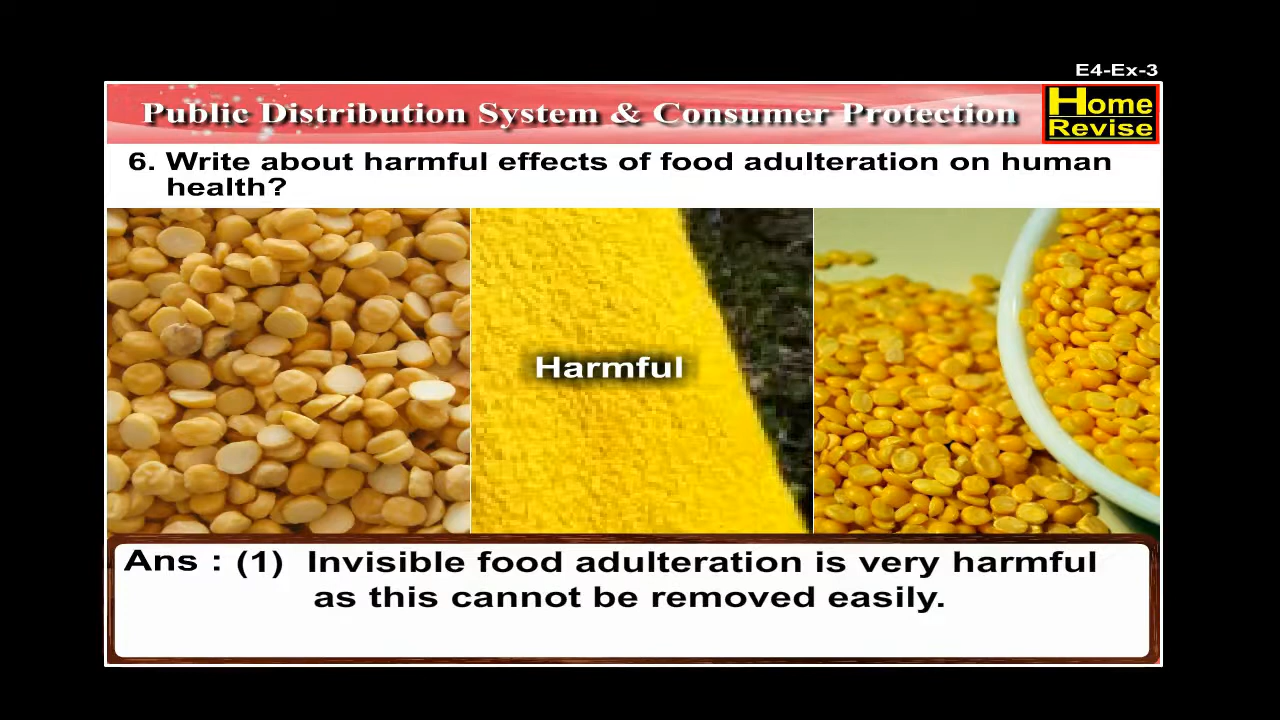 E4-Ex-3
Public Distribution System & Consumer Protection
Home
Revise
6. Write about harmful effects of food adulteration on human
health?
Harmful
Ans : (1) Invisible food adulteration is very harmful
as this cannot be removed easily.